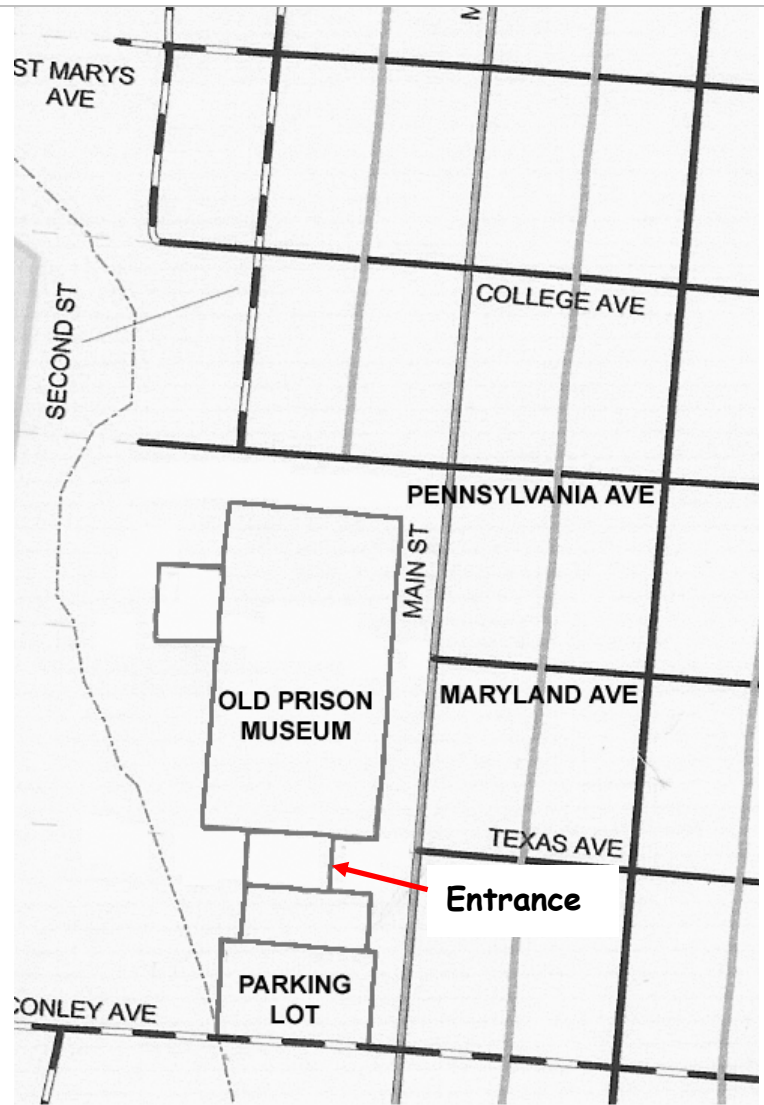 ST MARYS
AVE
SECOND ST
COLLEGE AVE
PENNSYLVANIA AVE
MAIN ST
OLD PRISON
MUSEUM
MARYLAND AVE
TEXAS AVE
Entrance
PARKING
LOT
CONLEY AVE